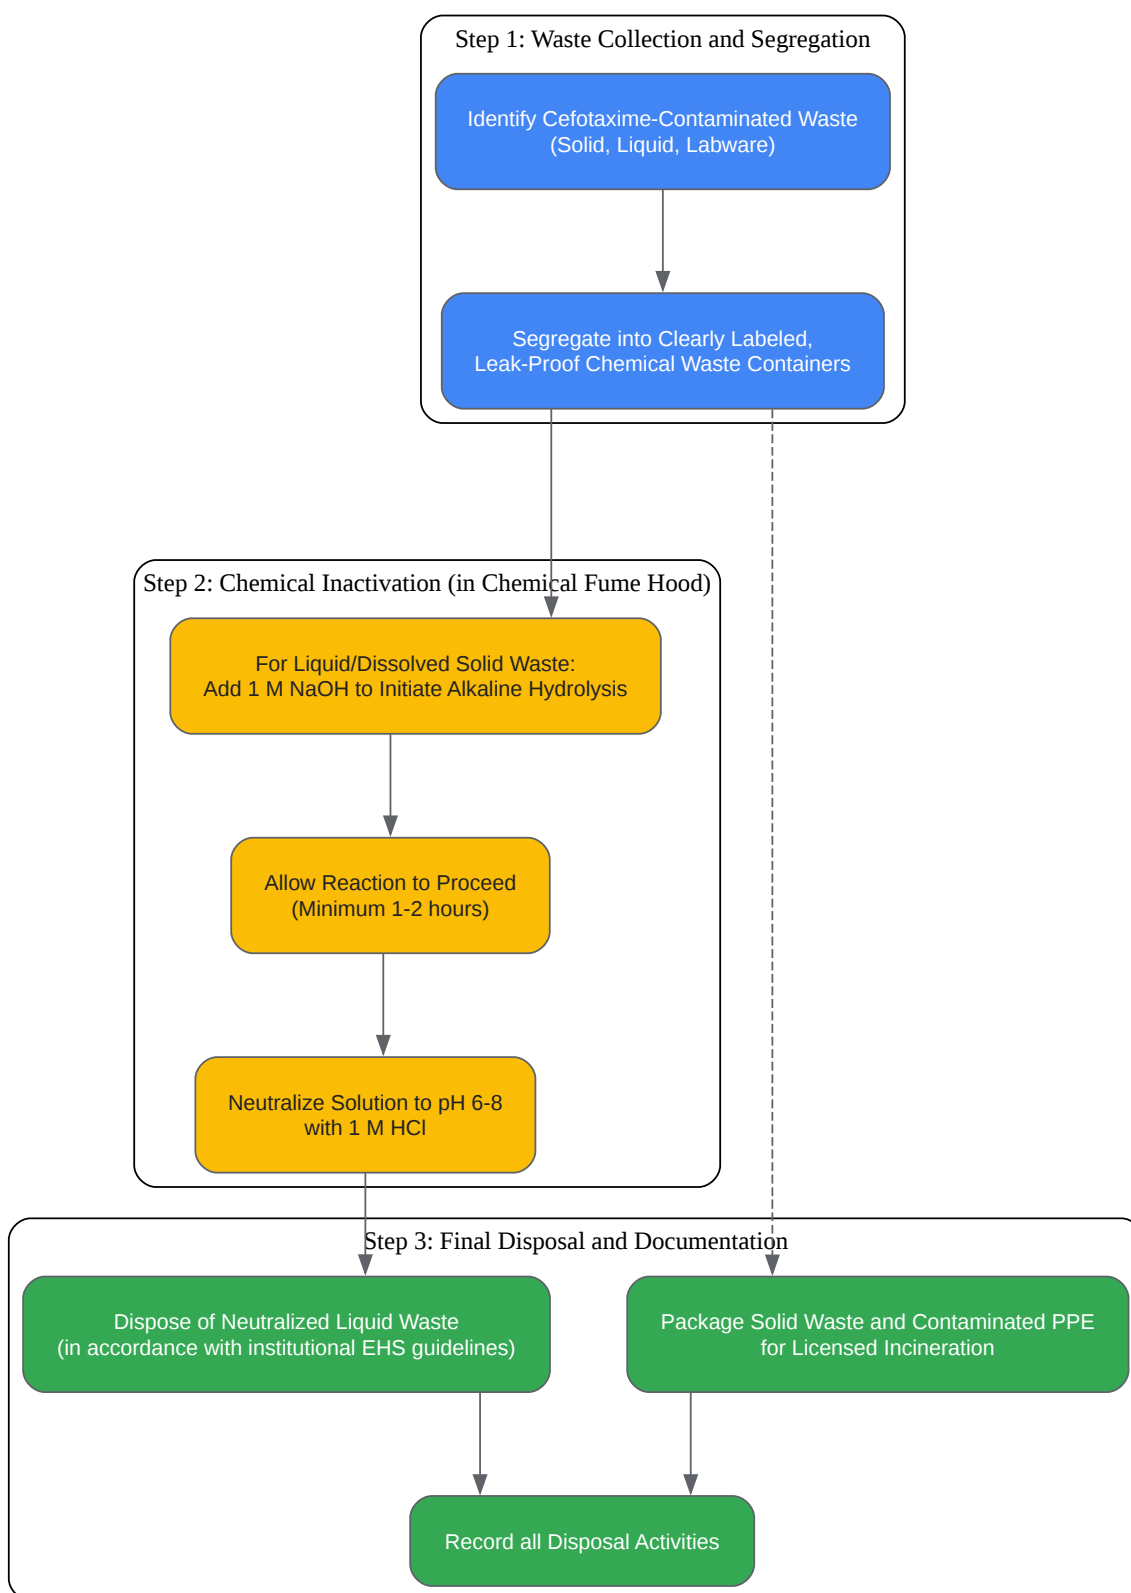 Step 1: Waste Collection and Segregation
Identify Cefotaxime-Contaminated Waste
(Solid, Liquid, Labware)
Segregate into Clearly Labeled,
Leak-Proof Chemical Waste Containers
Step 2: Chemical Inactivation (in Chemical Fume Hood)
For Liquid/Dissolved Solid Waste:
Add 1 M NaOH to Initiate Alkaline Hydrolysis
Allow Reaction to Proceed
(Minimum 1-2 hours)
Neutralize Solution to pH 6-8
with 1 M HCl
Step 3: Final Disposal and Documentation
Dispose of Neutralized Liquid Waste
(in accordance with institutional EHS guidelines)
Package Solid Waste and Contaminated PPE
for Licensed Incineration
Record all Disposal Activities